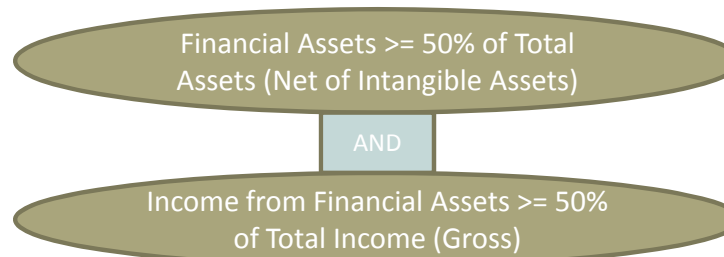 Financial Assets >= 50% of Total
Assets (Net of Intangible Assets)
AND
Income from Financial Assets >= 50%
of Total Income (Gross)